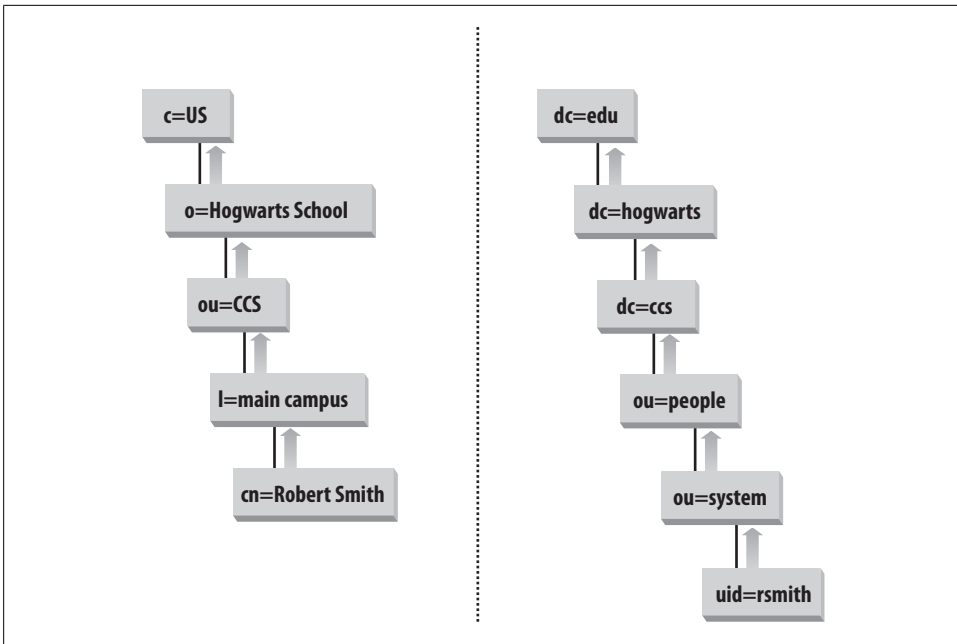 c=US
o=Hogwarts School
ou=CCS
l=main campus
cn=Robert Smith
dc=edu
dc=hogwarts
dc=ccs
ou=people
ou=system
uid=rsmith